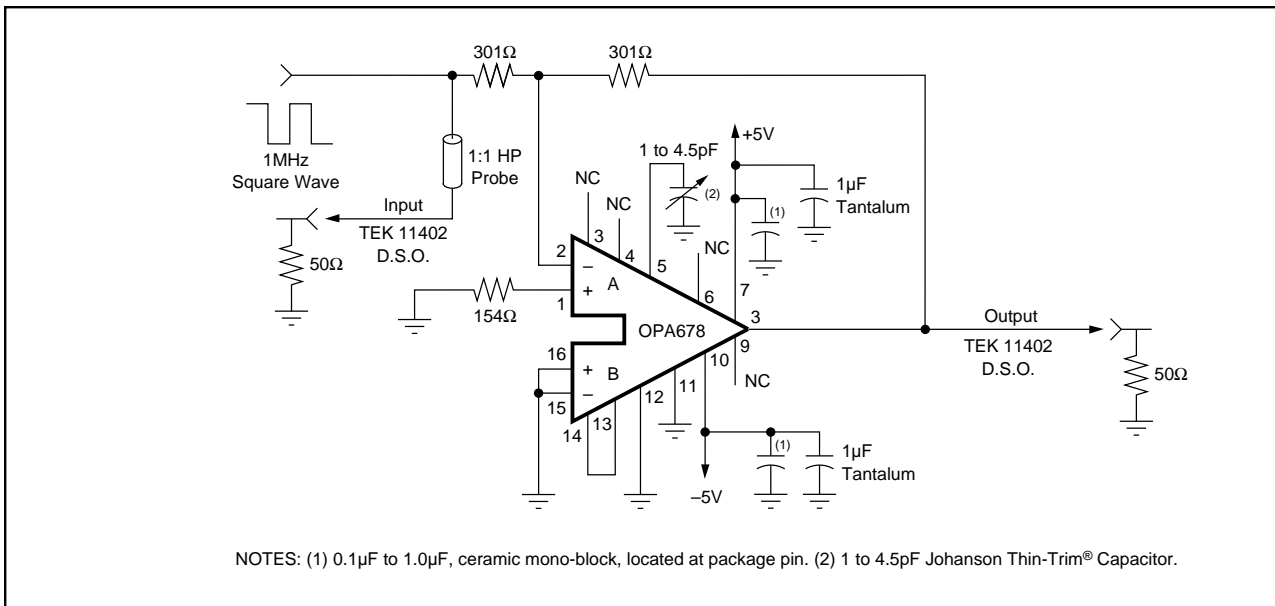 301Ω
301Ω
+5V
1 to 4.5pF
1:1 HP
Probe
1MHz
Square Wave
NC
(2)
1µF
Tantalum
NC
(1)
Input
TEK 11402
D.S.O.
NC
50Ω
2
–
3
4
5
6
7
A
+
1
154Ω
3
Output
OPA678
9
TEK 11402
D.S.O.
10
16
+
NC
50Ω
B
11
15
–
12
13
14
(1)
1µF
Tantalum
–5V
NOTES: (1) 0.1µF to 1.0µF, ceramic mono-block, located at package pin. (2) 1 to 4.5pF Johanson Thin-Trim® Capacitor.